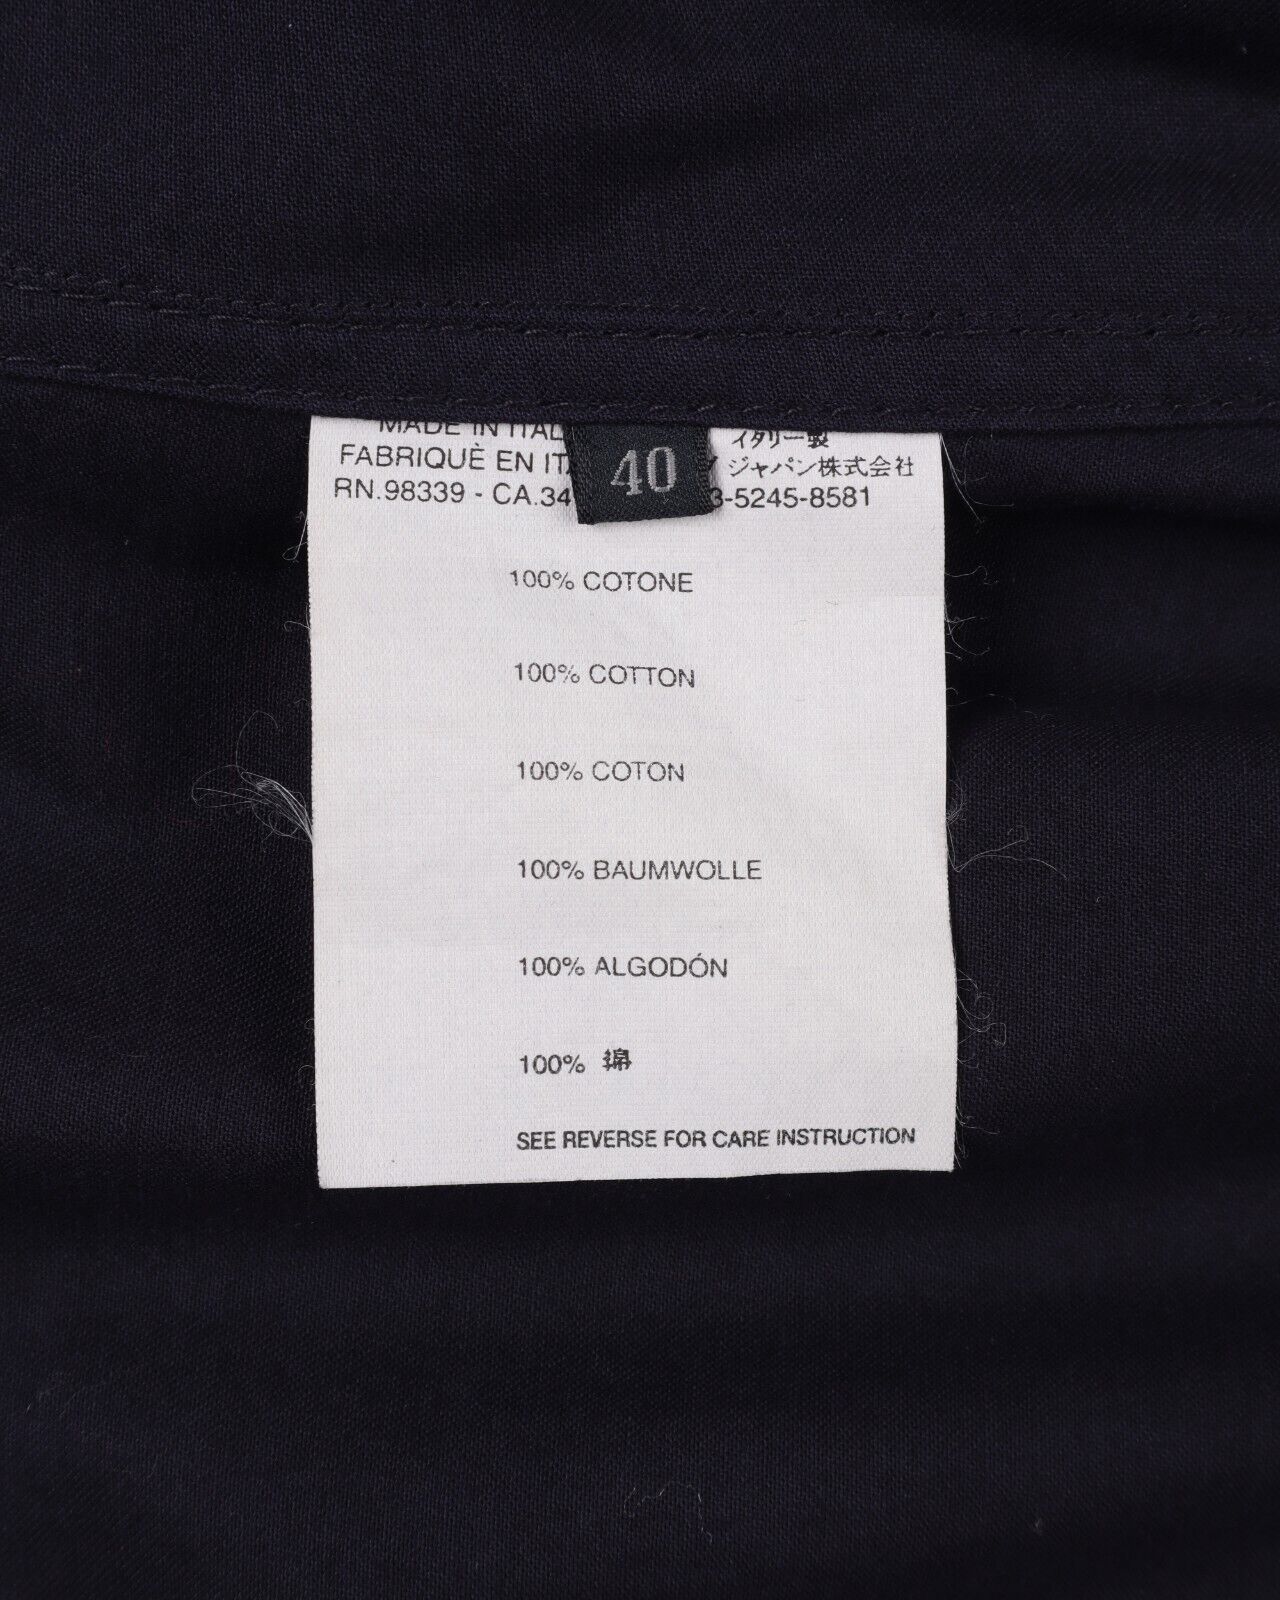 MADE IN ITAL イタリー製
FABRIQUÈ EN IT 40 ジャパン株式会社
RN.98339 - CA.34 3-5245-8581
100% COTONE
100% COTTON
100% COTON
100% BAUMWOLLE
100% ALGODÓN
100% 綿
SEE REVERSE FOR CARE INSTRUCTION